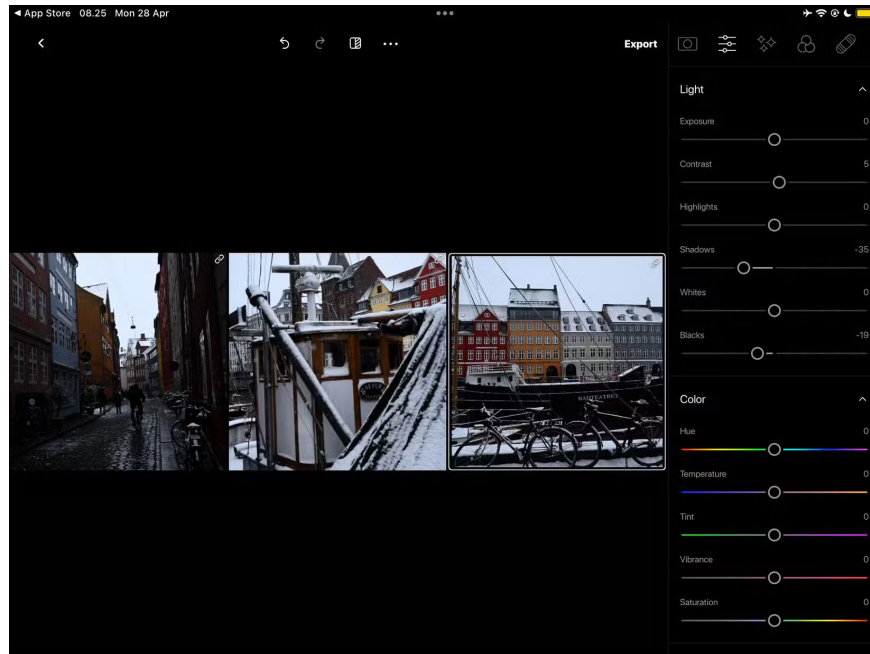 ◀ App Store 08.25 Mon 28 Apr
Export
Light
Exposure 0
Contrast 5
Highlights 0
Shadows -35
Whites 0
Blacks -19
Color
Hue 0
Temperature 0
Tint 0
Vibrance 0
Saturation 0